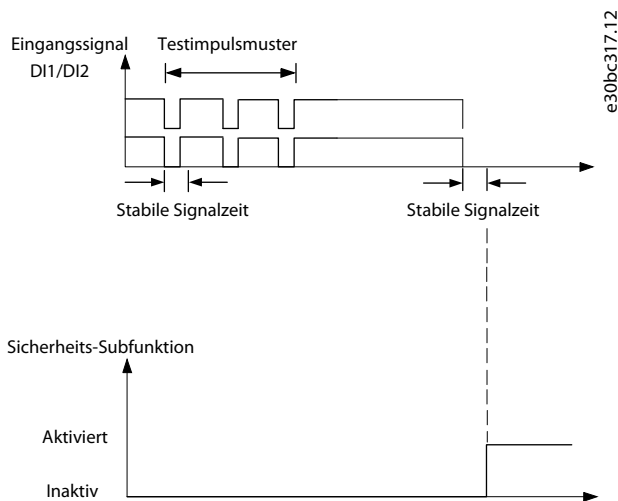 Eingangssignal
DI1/DI2
Testimpulsmuster
e30bc317.12
Stabile Signalzeit
Stabile Signalzeit
Sicherheits-Subfunktion
Aktiviert
Inaktiv